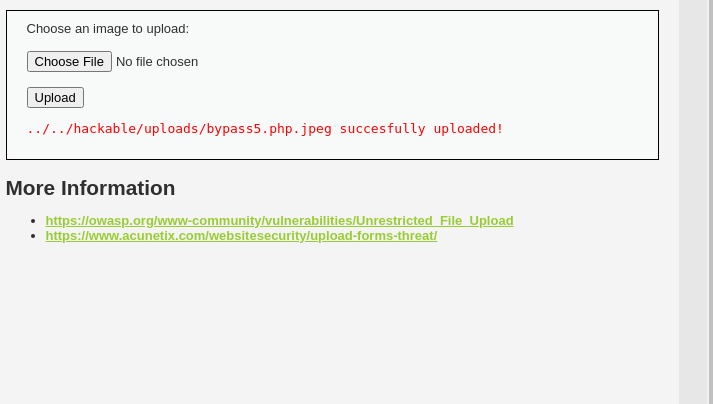 Choose an image to upload:
Choose File No file chosen
Upload
../../hackable/uploads/bypass5.php.jpeg succesfully uploaded!
More Information
https://owasp.org/www-community/vulnerabilities/Unrestricted_File_Upload
https://www.acunetix.com/websitesecurity/upload-forms-threat/